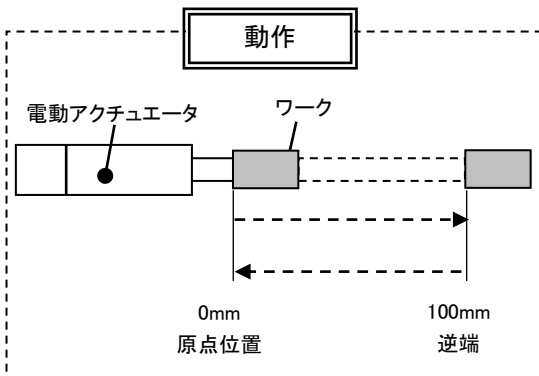 動作
電動アクチュエータ
ワーク
0mm
100mm
原点位置
逆端